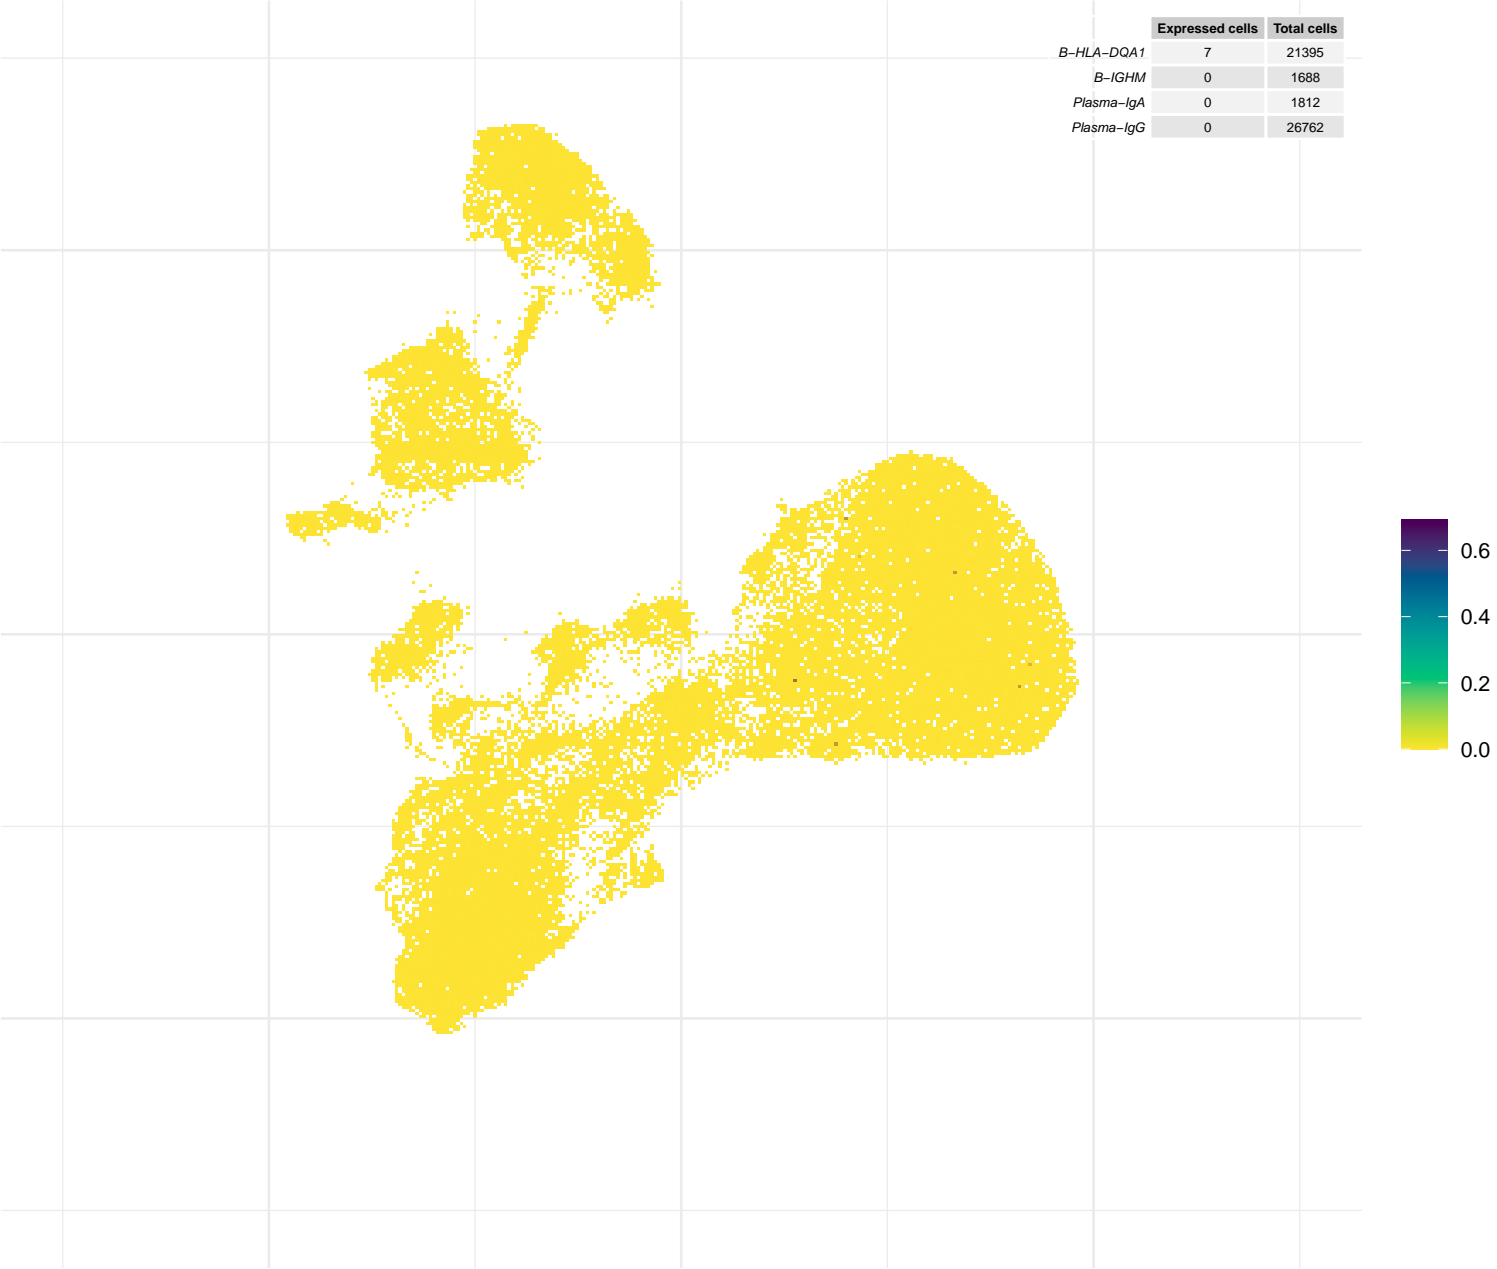 Expressed cells Total cells
B−HLA−DQA1 7 21395
B−IGHM 0 1688
Plasma−IgA 0 1812
Plasma−IgG 0 26762
0.6
0.4
0.2
0.0